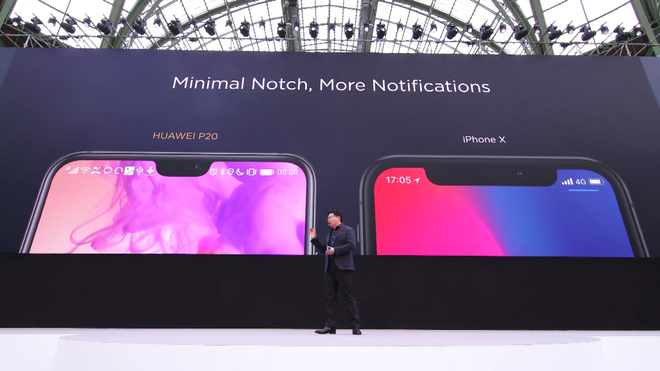 Minimal Notch, More Notifications
HUAWEI P20
iPhone X
08:08
17:05
4G